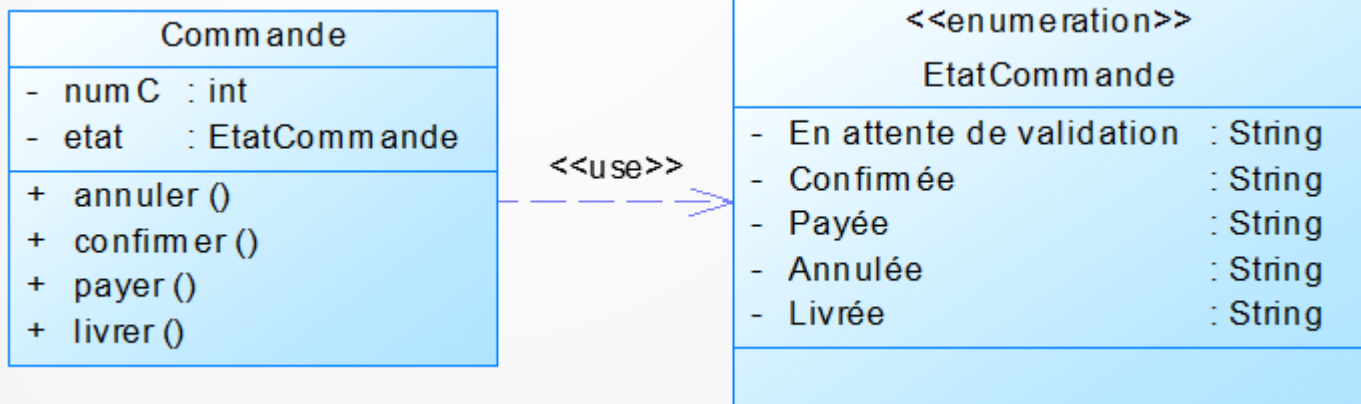 Commande
- numC : int
- etat : EtatCommande
+ annuler ()
+ confirmer ()
+ payer ()
+ livrer ()
<<use>>
<<enumeration>>
EtatCommande
- En attente de validation : String
- Confirmée : String
- Payée : String
- Annulée : String
- Livrée : String